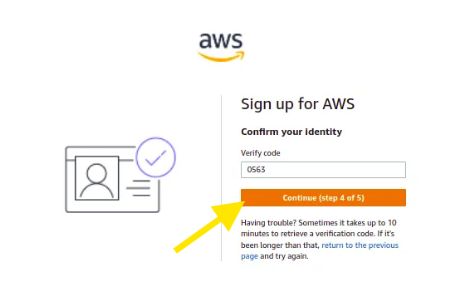 aws
Sign up for AWS
Confirm your identity
Verify code
0563
Continue (step 4 of 5)
Having trouble? Sometimes it takes up to 10
minutes to retrieve a verification code. If it's
been longer than that, return to the previous
page and try again.